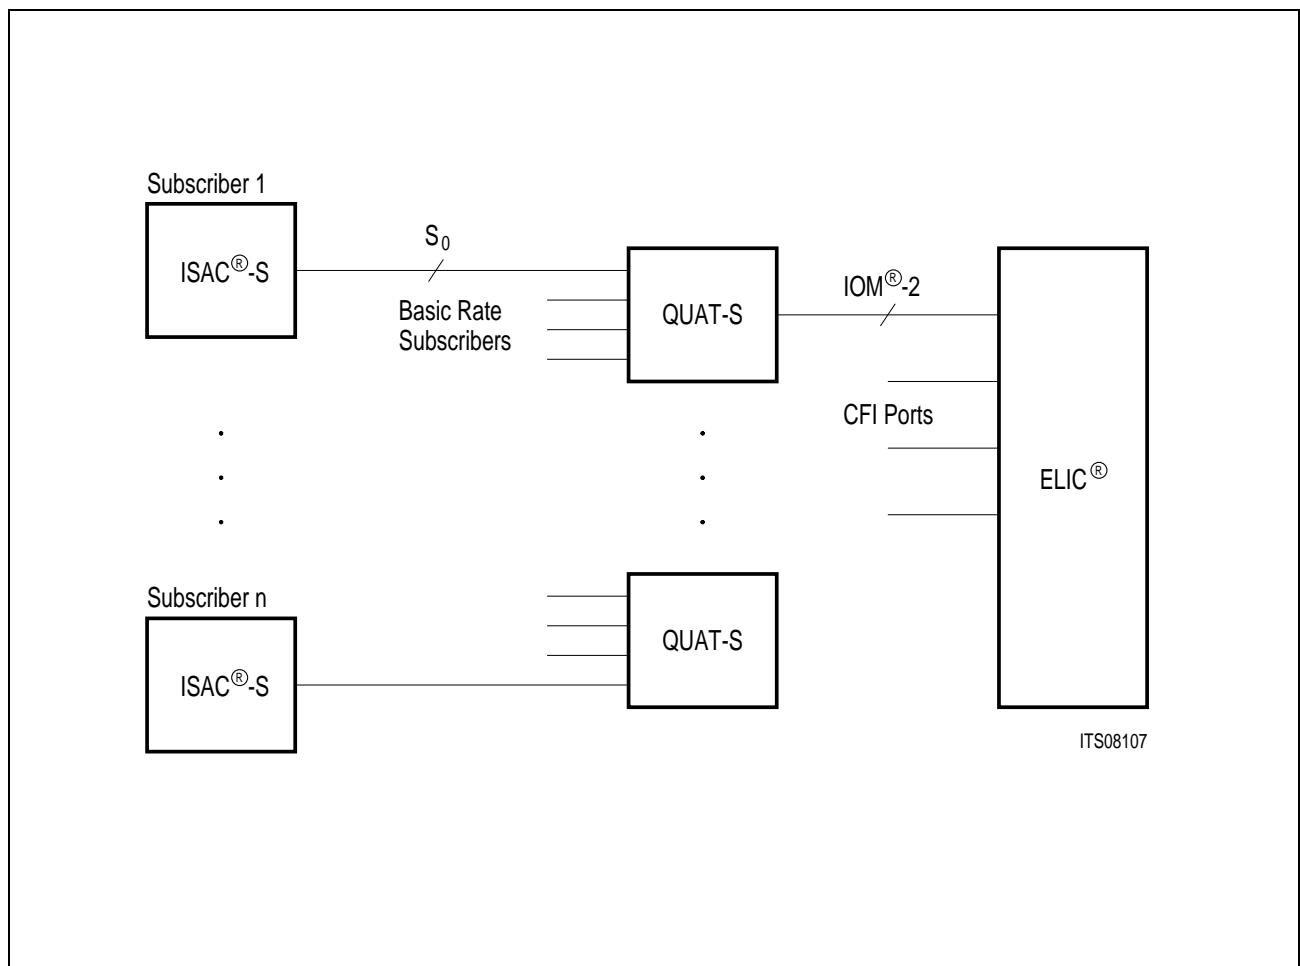 Subscriber 1
ISAC®-S
S0
Basic Rate
Subscribers
QUAT-S
IOM®-2
CFI Ports
ELIC®
Subscriber n
ISAC®-S
QUAT-S
ITS08107